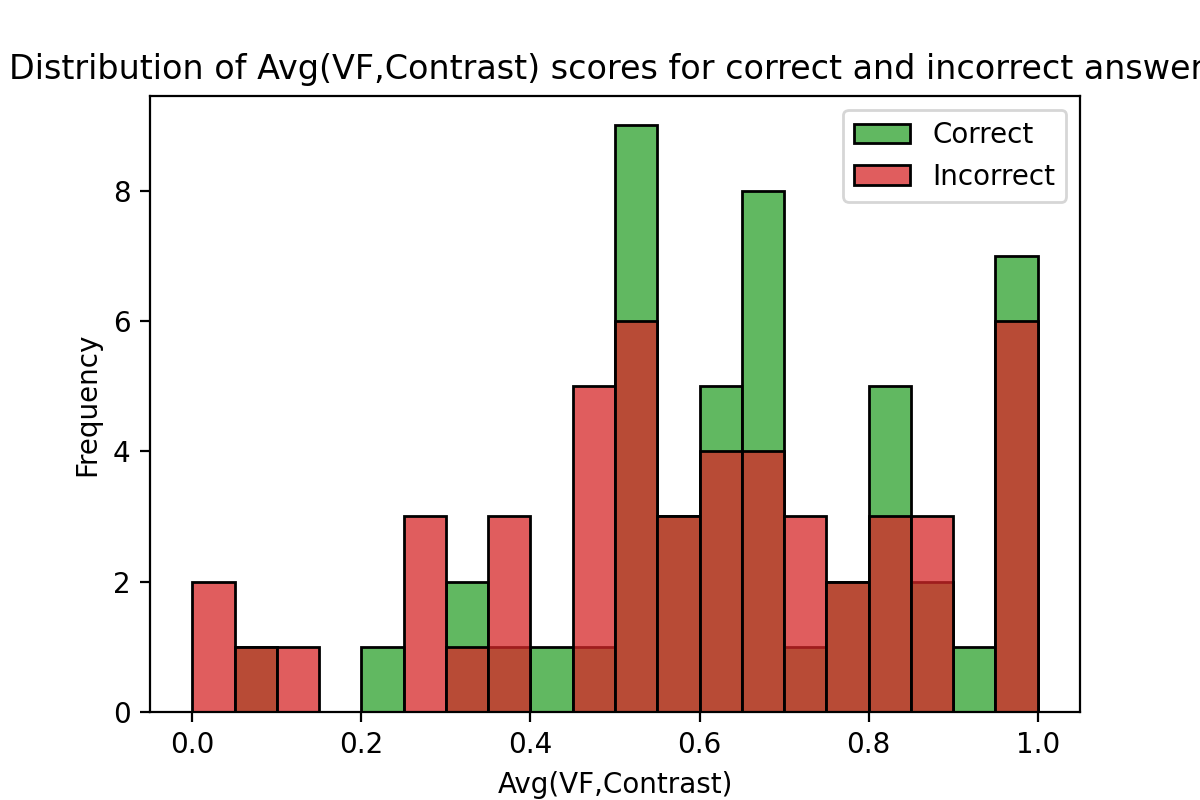 Distribution of Avg(VF,Contrast) scores for correct and incorrect answer
Correct
Incorrect
8
6
4
2
0
Frequency
0.0 0.2 0.4 0.6 0.8 1.0
Avg(VF,Contrast)